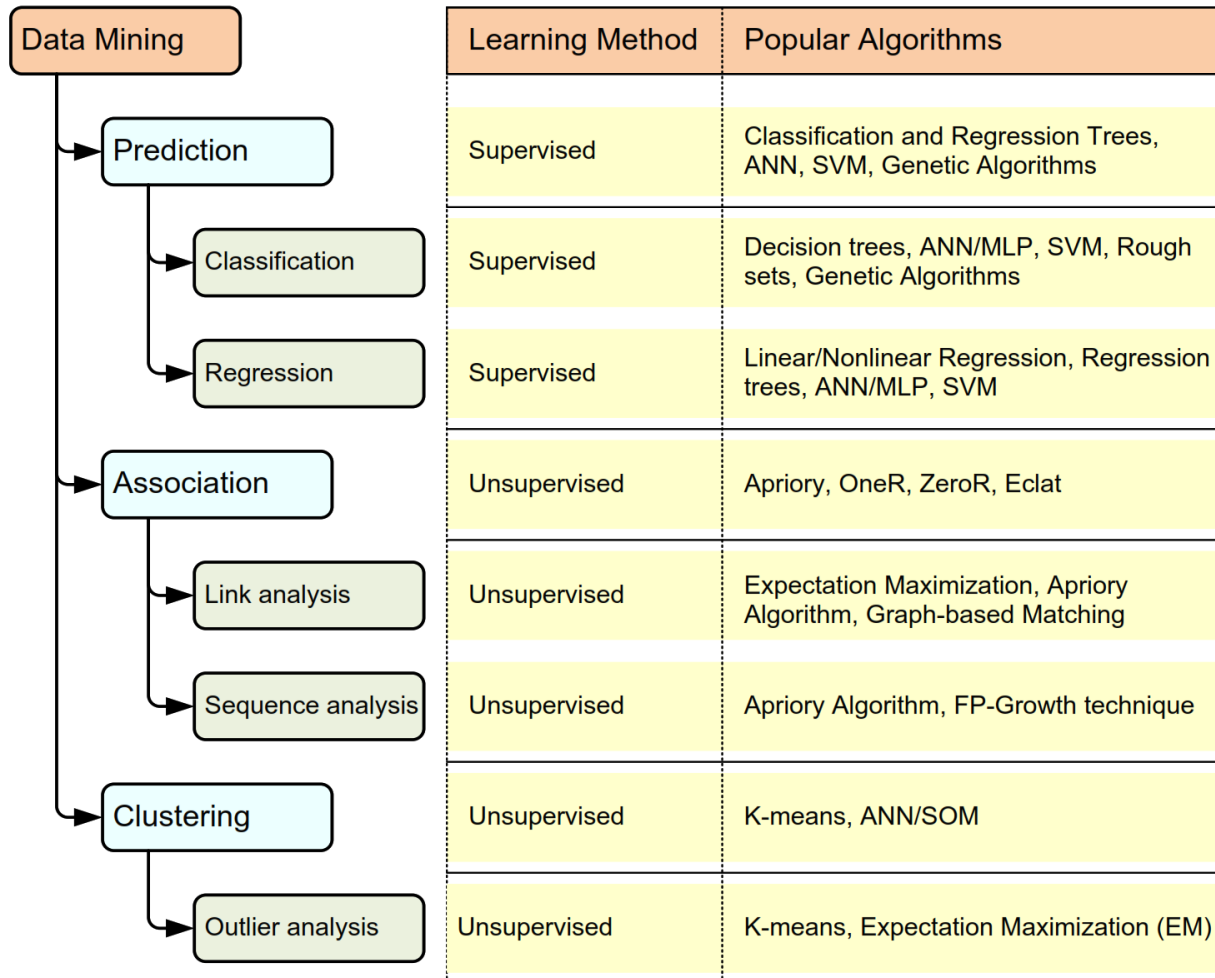 Data Mining
Learning Method
Popular Algorithms
Prediction
Supervised
Classification and Regression Trees,
ANN, SVM, Genetic Algorithms
Classification
Supervised
Decision trees, ANN/MLP, SVM, Rough
sets, Genetic Algorithms
Regression
Supervised
Linear/Nonlinear Regression, Regression
trees, ANN/MLP, SVM
Association
Unsupervised
Apriory, OneR, ZeroR, Eclat
Link analysis
Unsupervised
Expectation Maximization, Apriory
Algorithm, Graph-based Matching
Sequence analysis
Unsupervised
Apriory Algorithm, FP-Growth technique
Clustering
Unsupervised
K-means, ANN/SOM
Outlier analysis
Unsupervised
K-means, Expectation Maximization (EM)